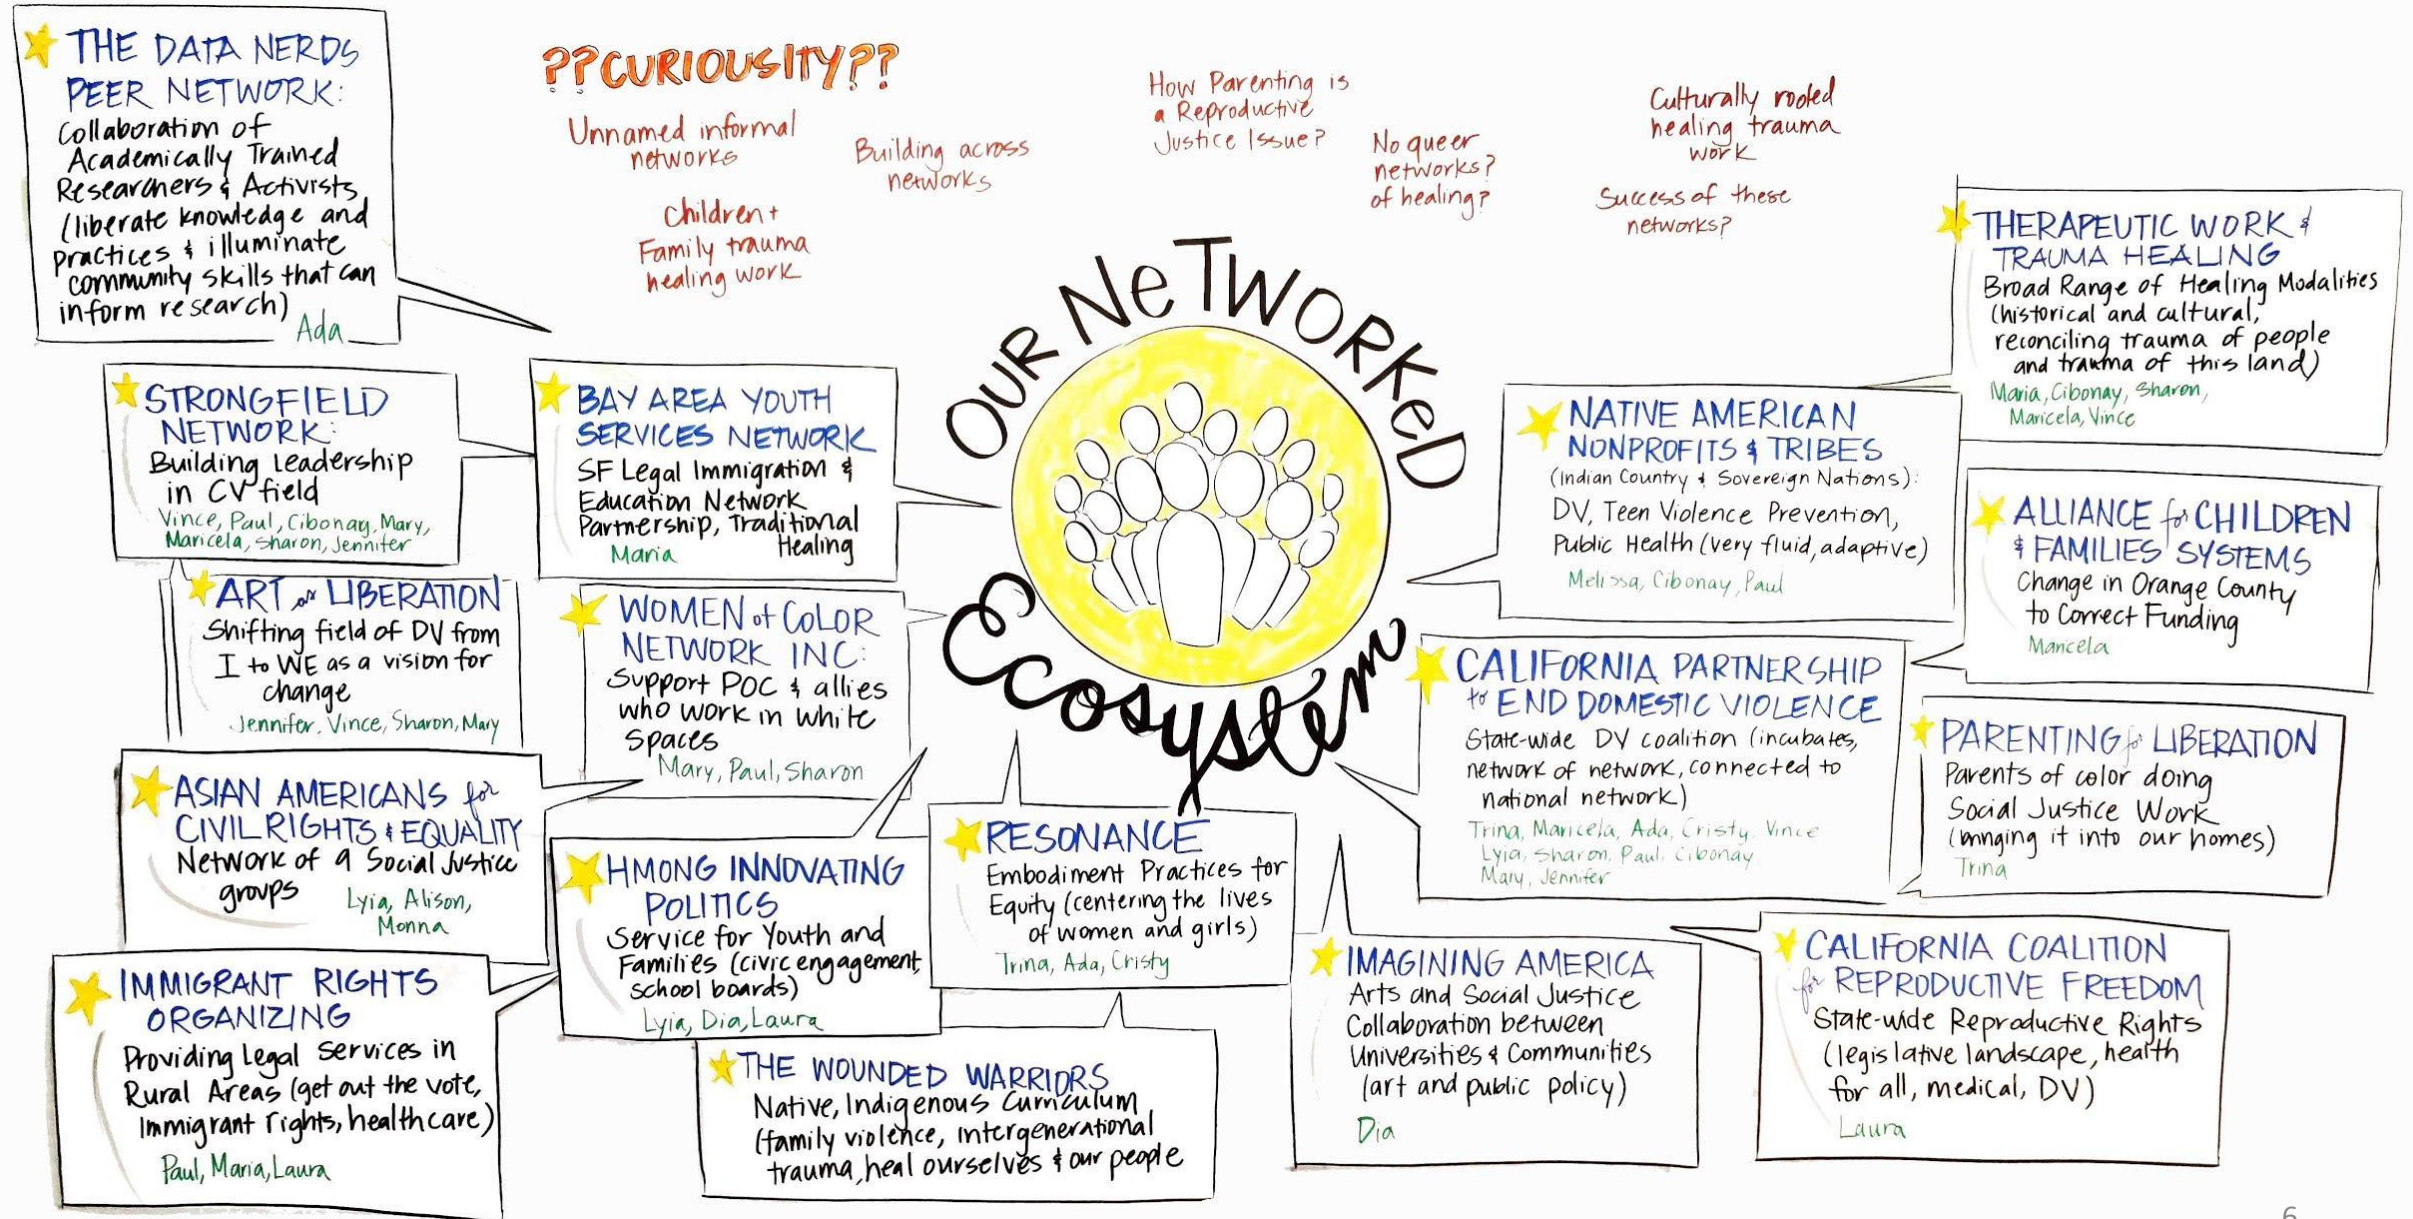 THE DATA NERDS
PEER NETWORK:
Collaboration of
Academically Trained
Researchers & Activists
(liberate knowledge and
practices & illuminate
community skills that can
inform research)
Ada
??CURIOUSITY??
Unnamed informal
networks
Children +
Family trauma
healing work
Building across
networks
How Parenting is
a Reproductive
Justice Issue?
No queer
networks?
of healing?
Culturally rooted
healing trauma
work
Success of these
networks?
OUR NeTWORKeD
Ecosystem
STRONGFIELD
NETWORK:
Building leadership
in CV field
Vince, Paul, Cibonay, Mary,
Maricela, Sharon, Jennifer
BAY AREA YOUTH
SERVICES NETWORK
SF Legal Immigration &
Education Network
Partnership, Traditional
Healing
Maria
ART as LIBERATION
Shifting field of DV from
I to WE as a vision for
change
Jennifer, Vince, Sharon, Mary
WOMEN of COLOR
NETWORK INC:
Support POC & allies
who work in white
spaces
Mary, Paul, Sharon
ASIAN AMERICANS for
CIVIL RIGHTS & EQUALITY
Network of 9 Social Justice
groups
Lyia, Alison,
Monna
HMONG INNOVATING
POLITICS
Service for Youth and
Families (civic engagement,
school boards)
Lyia, Dia, Laura
IMMIGRANT RIGHTS
ORGANIZING
Providing Legal Services in
Rural Areas (get out the vote,
Immigrant rights, healthcare)
Paul, Maria, Laura
RESONANCE
Embodiment Practices for
Equity (centering the lives
of women and girls)
Trina, Ada, Cristy
THE WOUNDED WARRIORS
Native, Indigenous Curriculum
(family violence, intergenerational
trauma, heal ourselves & our people
THERAPEUTIC WORK &
TRAUMA HEALING
Broad Range of Healing Modalities
(historical and cultural,
reconciling trauma of people
and trauma of this land)
Maria, Cibonay, Sharon,
Maricela, Vince
NATIVE AMERICAN
NONPROFITS & TRIBES
(Indian Country & Sovereign Nations):
DV, Teen Violence Prevention,
Public Health (very fluid, adaptive)
Melissa, Cibonay, Paul
ALLIANCE for CHILDREN
& FAMILIES SYSTEMS
Change in Orange County
to Correct Funding
Maricela
CALIFORNIA PARTNERSHIP
to END DOMESTIC VIOLENCE
State-wide DV coalition (incubates,
network of network, connected to
national network)
Trina, Maricela, Ada, Cristy, Vince
Lyia, Sharon, Paul, Cibonay
Mary, Jennifer
PARENTING for LIBERATION
Parents of color doing
Social Justice Work
(bringing it into our homes)
Trina
IMAGINING AMERICA
Arts and Social Justice
Collaboration between
Universities & Communities
(art and public policy)
Dia
CALIFORNIA COALITION
for REPRODUCTIVE FREEDOM
State-wide Reproductive Rights
(legislative landscape, health
for all, medical, DV)
Laura
6